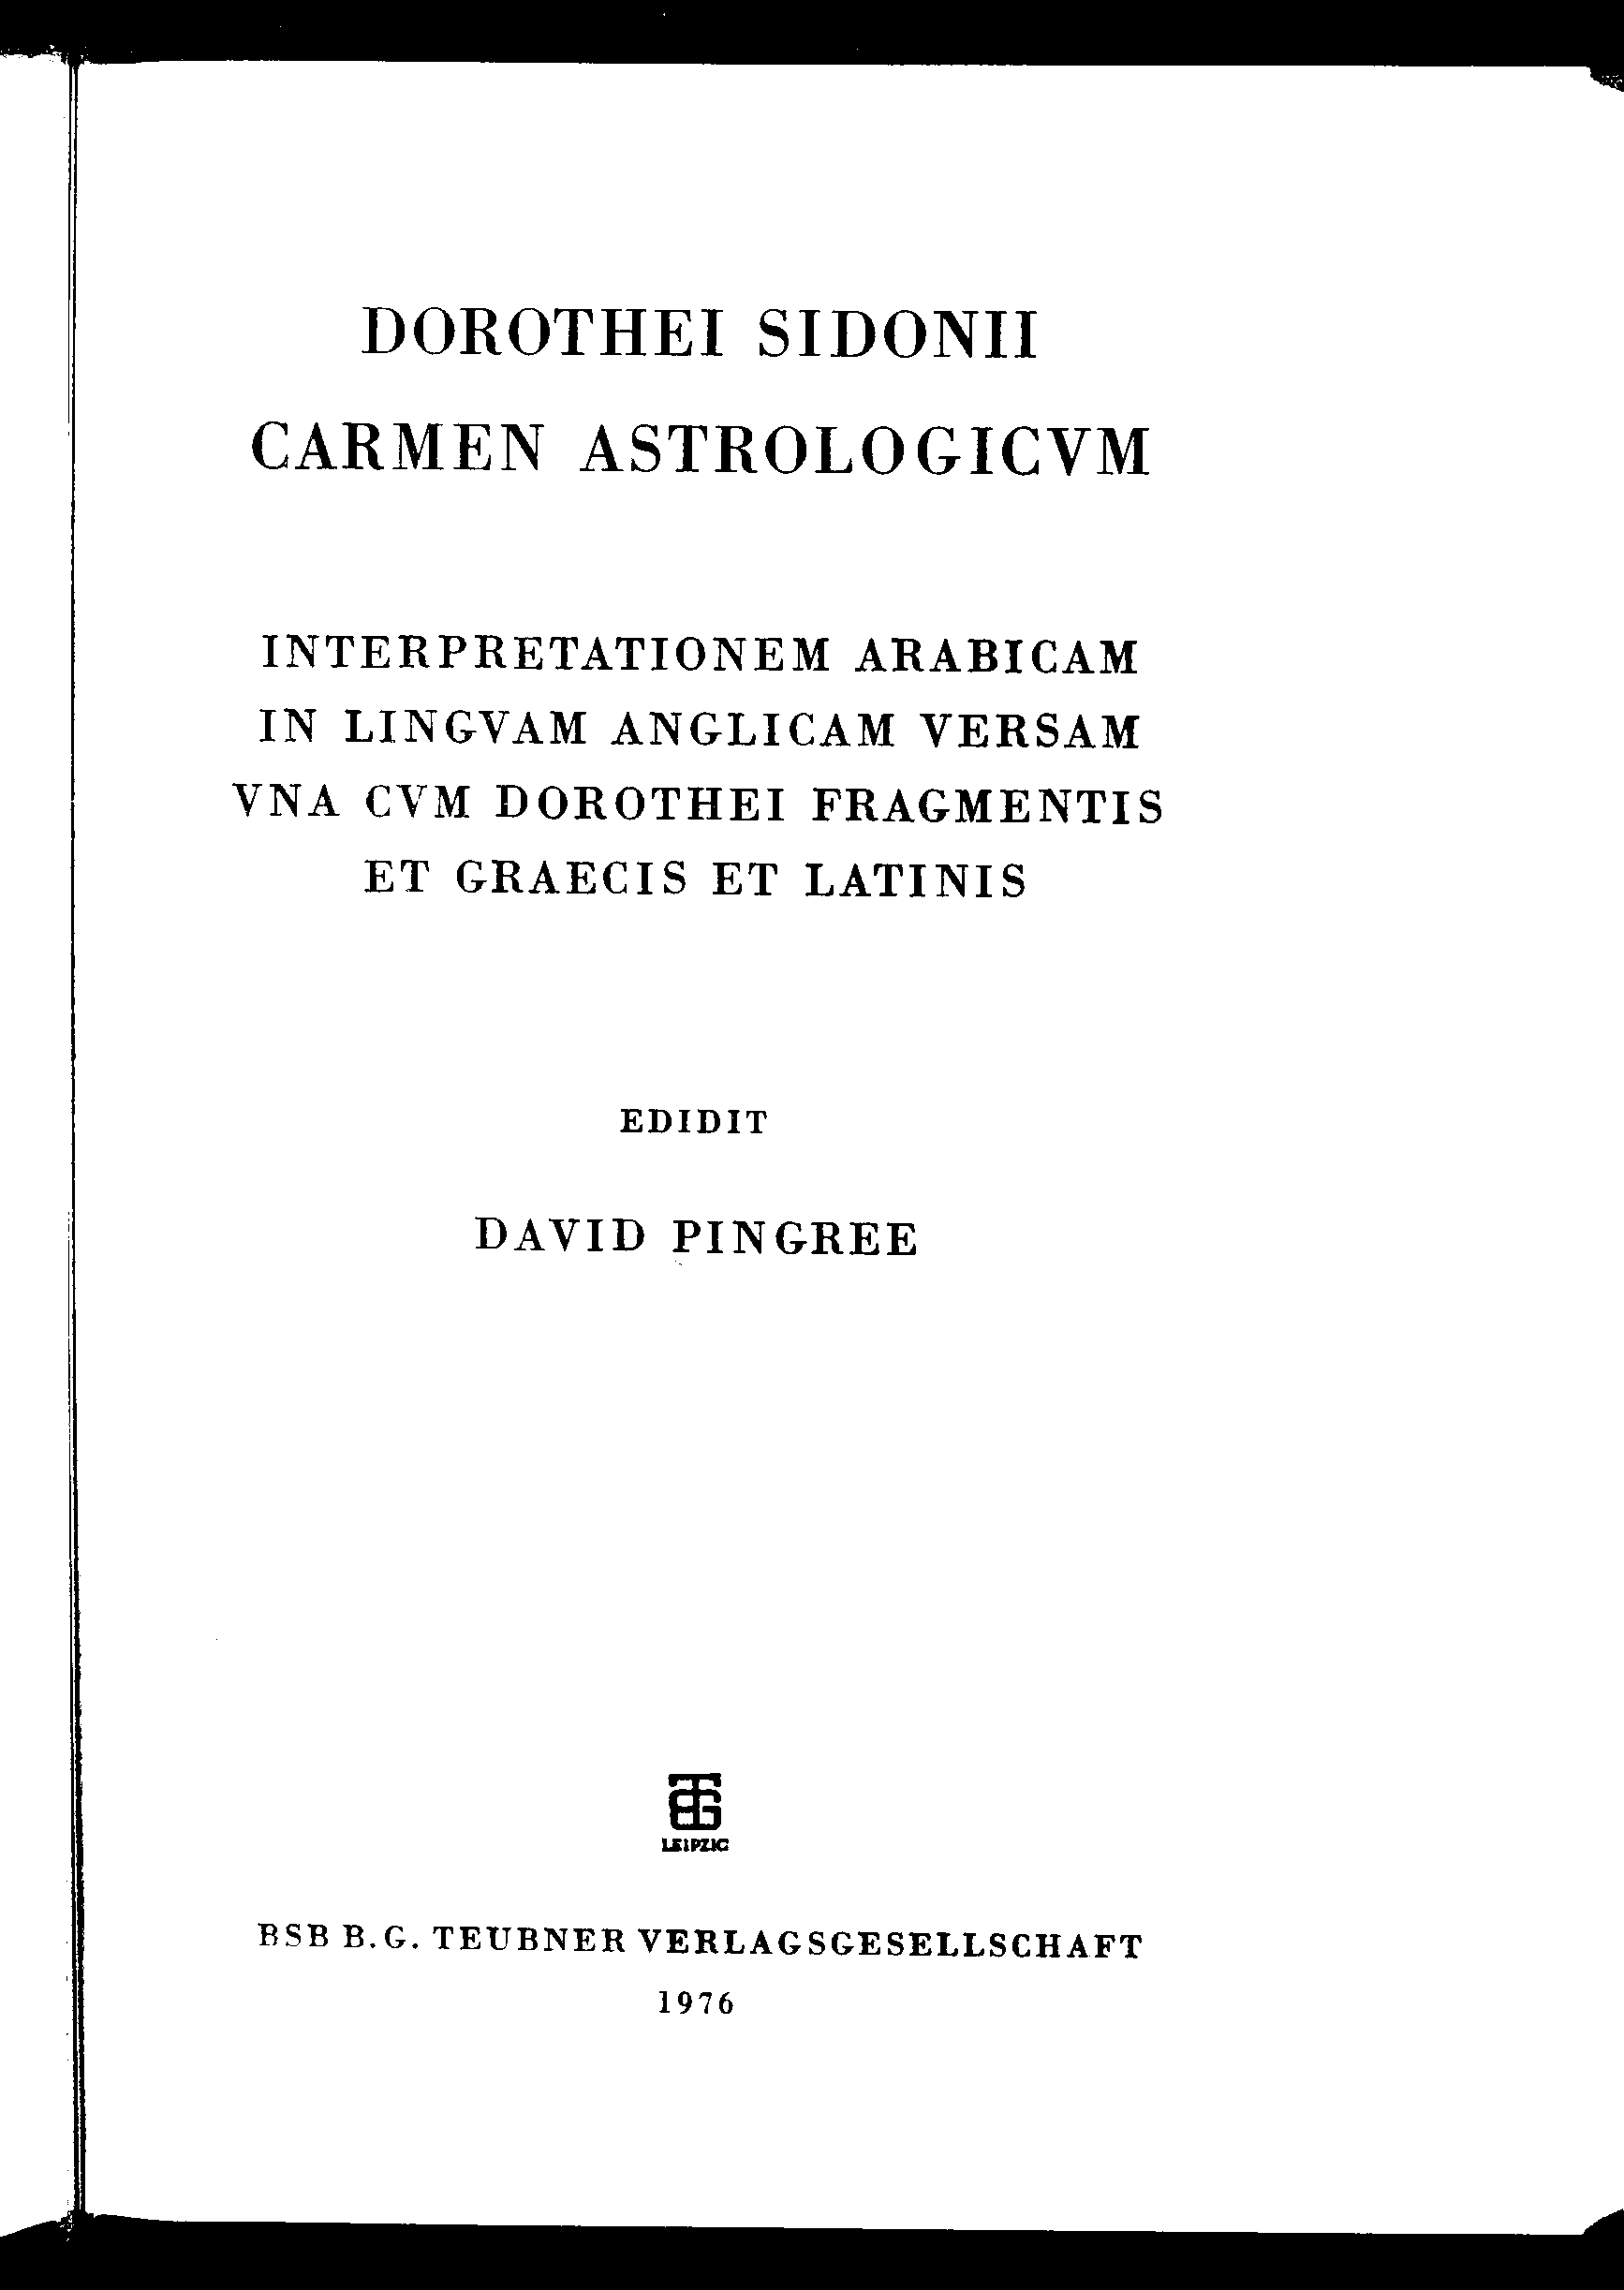 DOROTHEI SIDONII
CARMEN ASTROLOGICVM
INTERPRETATIONEM ARABICAM
IN LINGVAM ANGLICAM VERSAM
VNA CVM DOROTHEI FRAGMENTIS
ET GRAECIS ET LATINIS
EDIDIT
DAVID PINGREE
LEIPZIG
BSB B.G. TEUBNER VERLAGSGESELLSCHAFT
1976